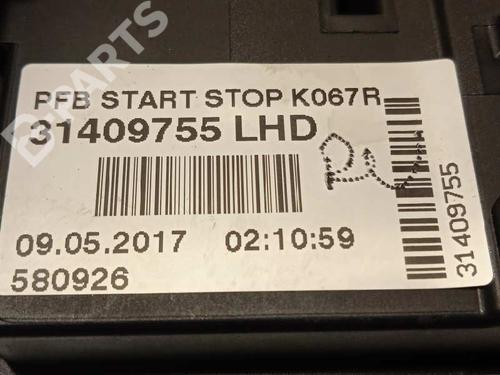 PFB START STOP K067R
31409755 LHD
09.05.2017 02:10:59
580926
31409755
B-PARTS